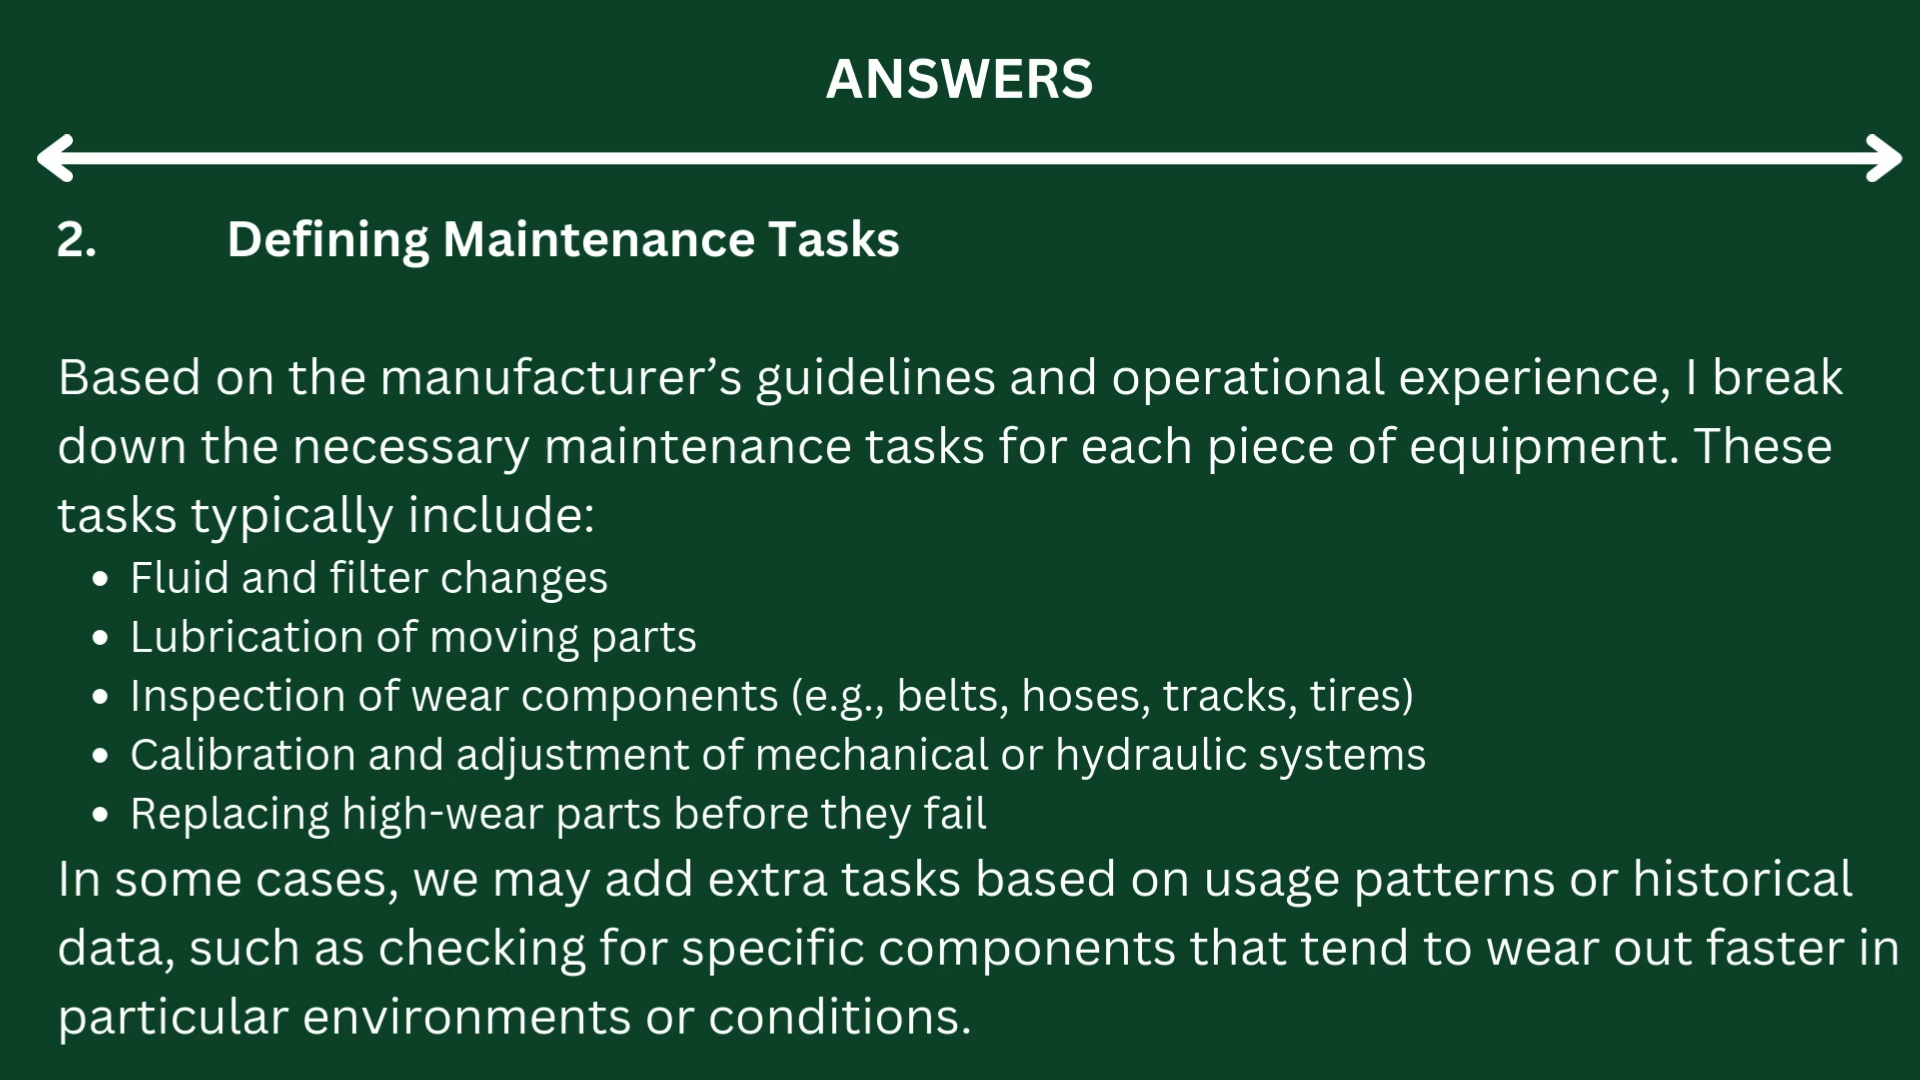 ANSWERS
2. Defining Maintenance Tasks
Based on the manufacturer’s guidelines and operational experience, I break
down the necessary maintenance tasks for each piece of equipment. These
tasks typically include:
• Fluid and filter changes
• Lubrication of moving parts
• Inspection of wear components (e.g., belts, hoses, tracks, tires)
• Calibration and adjustment of mechanical or hydraulic systems
• Replacing high-wear parts before they fail
In some cases, we may add extra tasks based on usage patterns or historical
data, such as checking for specific components that tend to wear out faster in
particular environments or conditions.